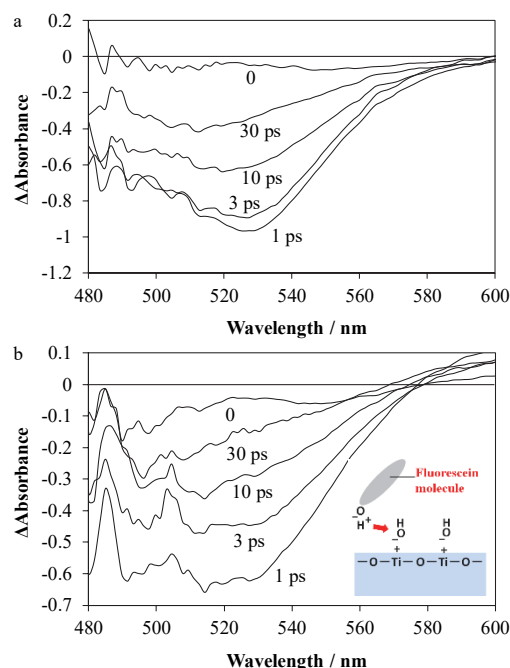 a
0.2
0
-0.2
-0.4
-0.6
-0.8
-1
-1.2
ΔAbsorbance
0
30 ps
10 ps
3 ps
1 ps
480 500 520 540 560 580 600
Wavelength / nm
b
0.1
0
-0.1
-0.2
-0.3
-0.4
-0.5
-0.6
-0.7
ΔAbsorbance
0
30 ps
10 ps
3 ps
1 ps
Fluorescein
molecule
O
− +
H
H H
O O
− −
+ +
—O—Ti—O—Ti—O—
480 500 520 540 560 580 600
Wavelength / nm